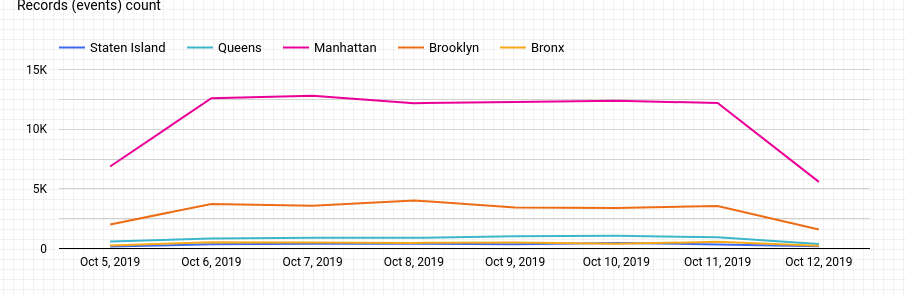 Records (events) count
Staten Island Queens Manhattan Brooklyn Bronx
15K
10K
5K
0
Oct 5, 2019 Oct 6, 2019 Oct 7, 2019 Oct 8, 2019 Oct 9, 2019 Oct 10, 2019 Oct 11, 2019 Oct 12, 2019